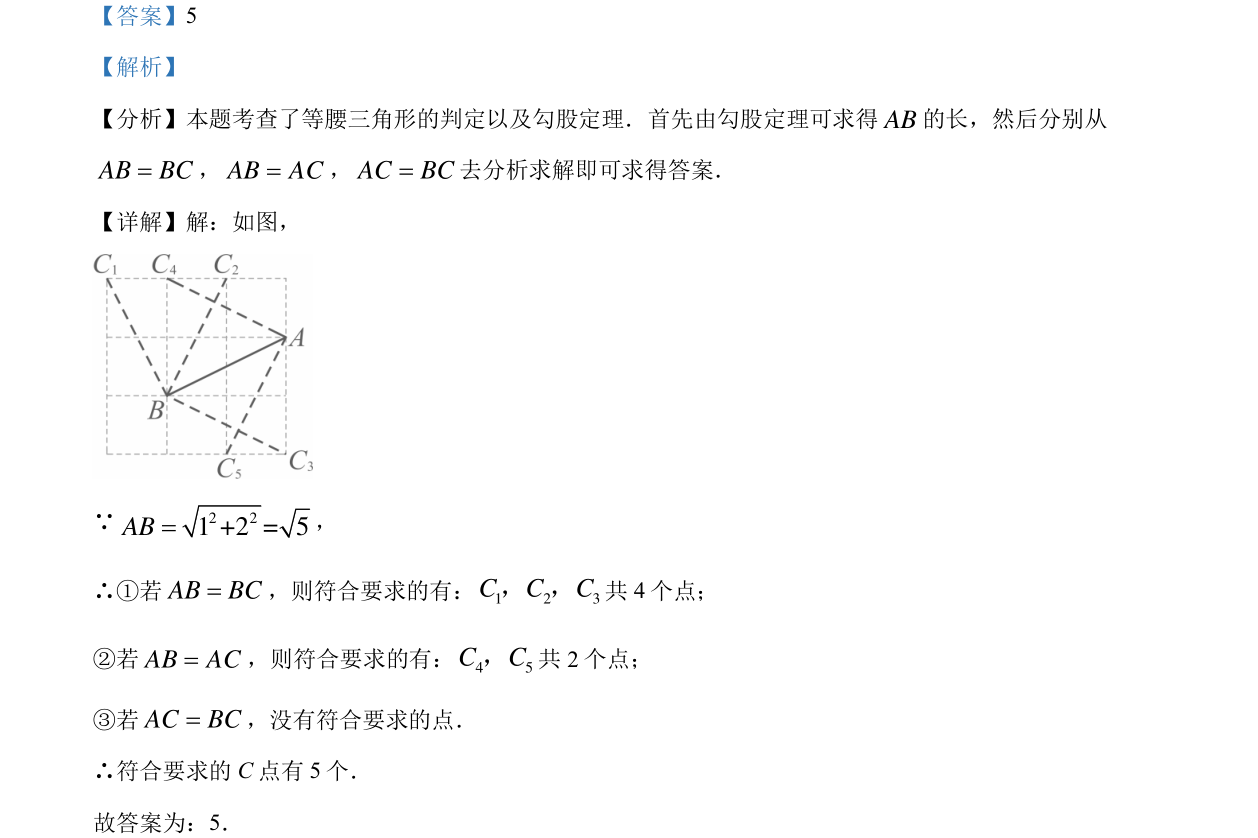 【答案】5
【解析】
【分析】本题考查了等腰三角形的判定以及勾股定理．首先由勾股定理可求得 AB 的长，然后分别从
AB = BC， AB = AC， AC = BC 去分析求解即可求得答案．
【详解】解：如图，
C₁ C₄ C₂
A
B
C₅ C₃
∵ AB = √(1²+2²) = √5，
∴①若 AB = BC，则符合要求的有：C₁，C₂，C₃ 共 4 个点；
②若 AB = AC，则符合要求的有：C₄，C₅ 共 2 个点；
③若 AC = BC，没有符合要求的点．
∴符合要求的 C 点有 5 个．
故答案为：5．